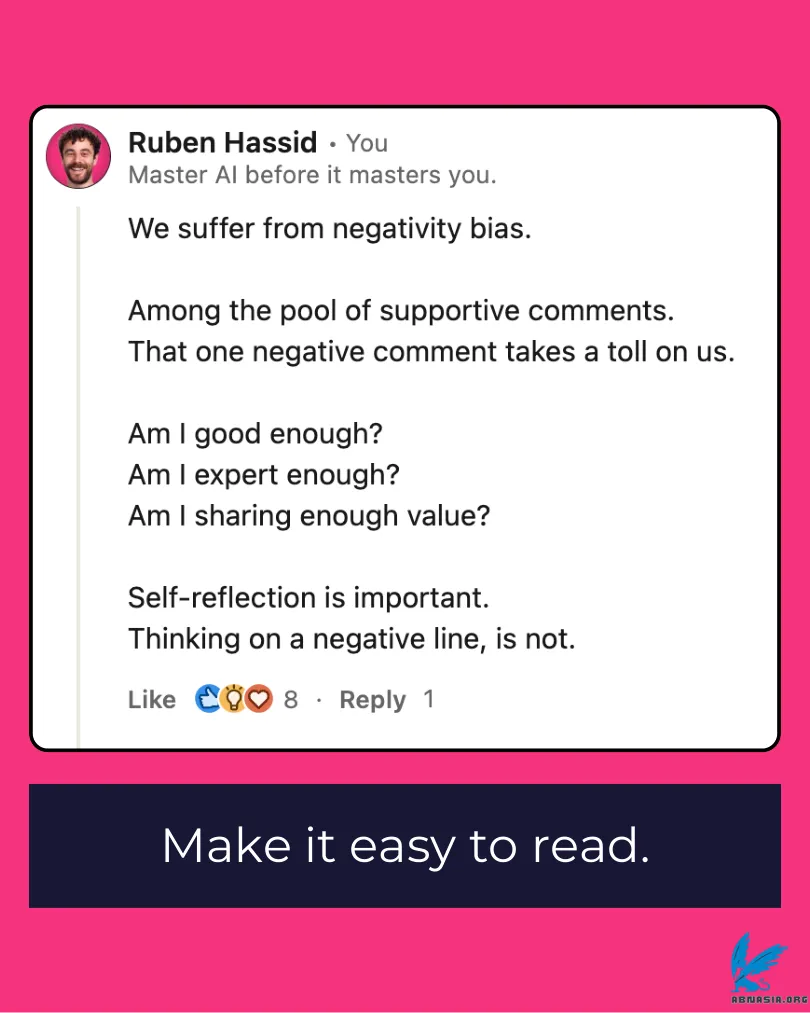 Ruben Hassid • You
Master AI before it masters you.
We suffer from negativity bias.
Among the pool of supportive comments.
That one negative comment takes a toll on us.
Am I good enough?
Am I expert enough?
Am I sharing enough value?
Self-reflection is important.
Thinking on a negative line, is not.
Like 8 · Reply 1
Make it easy to read.
ABNASIA.ORG